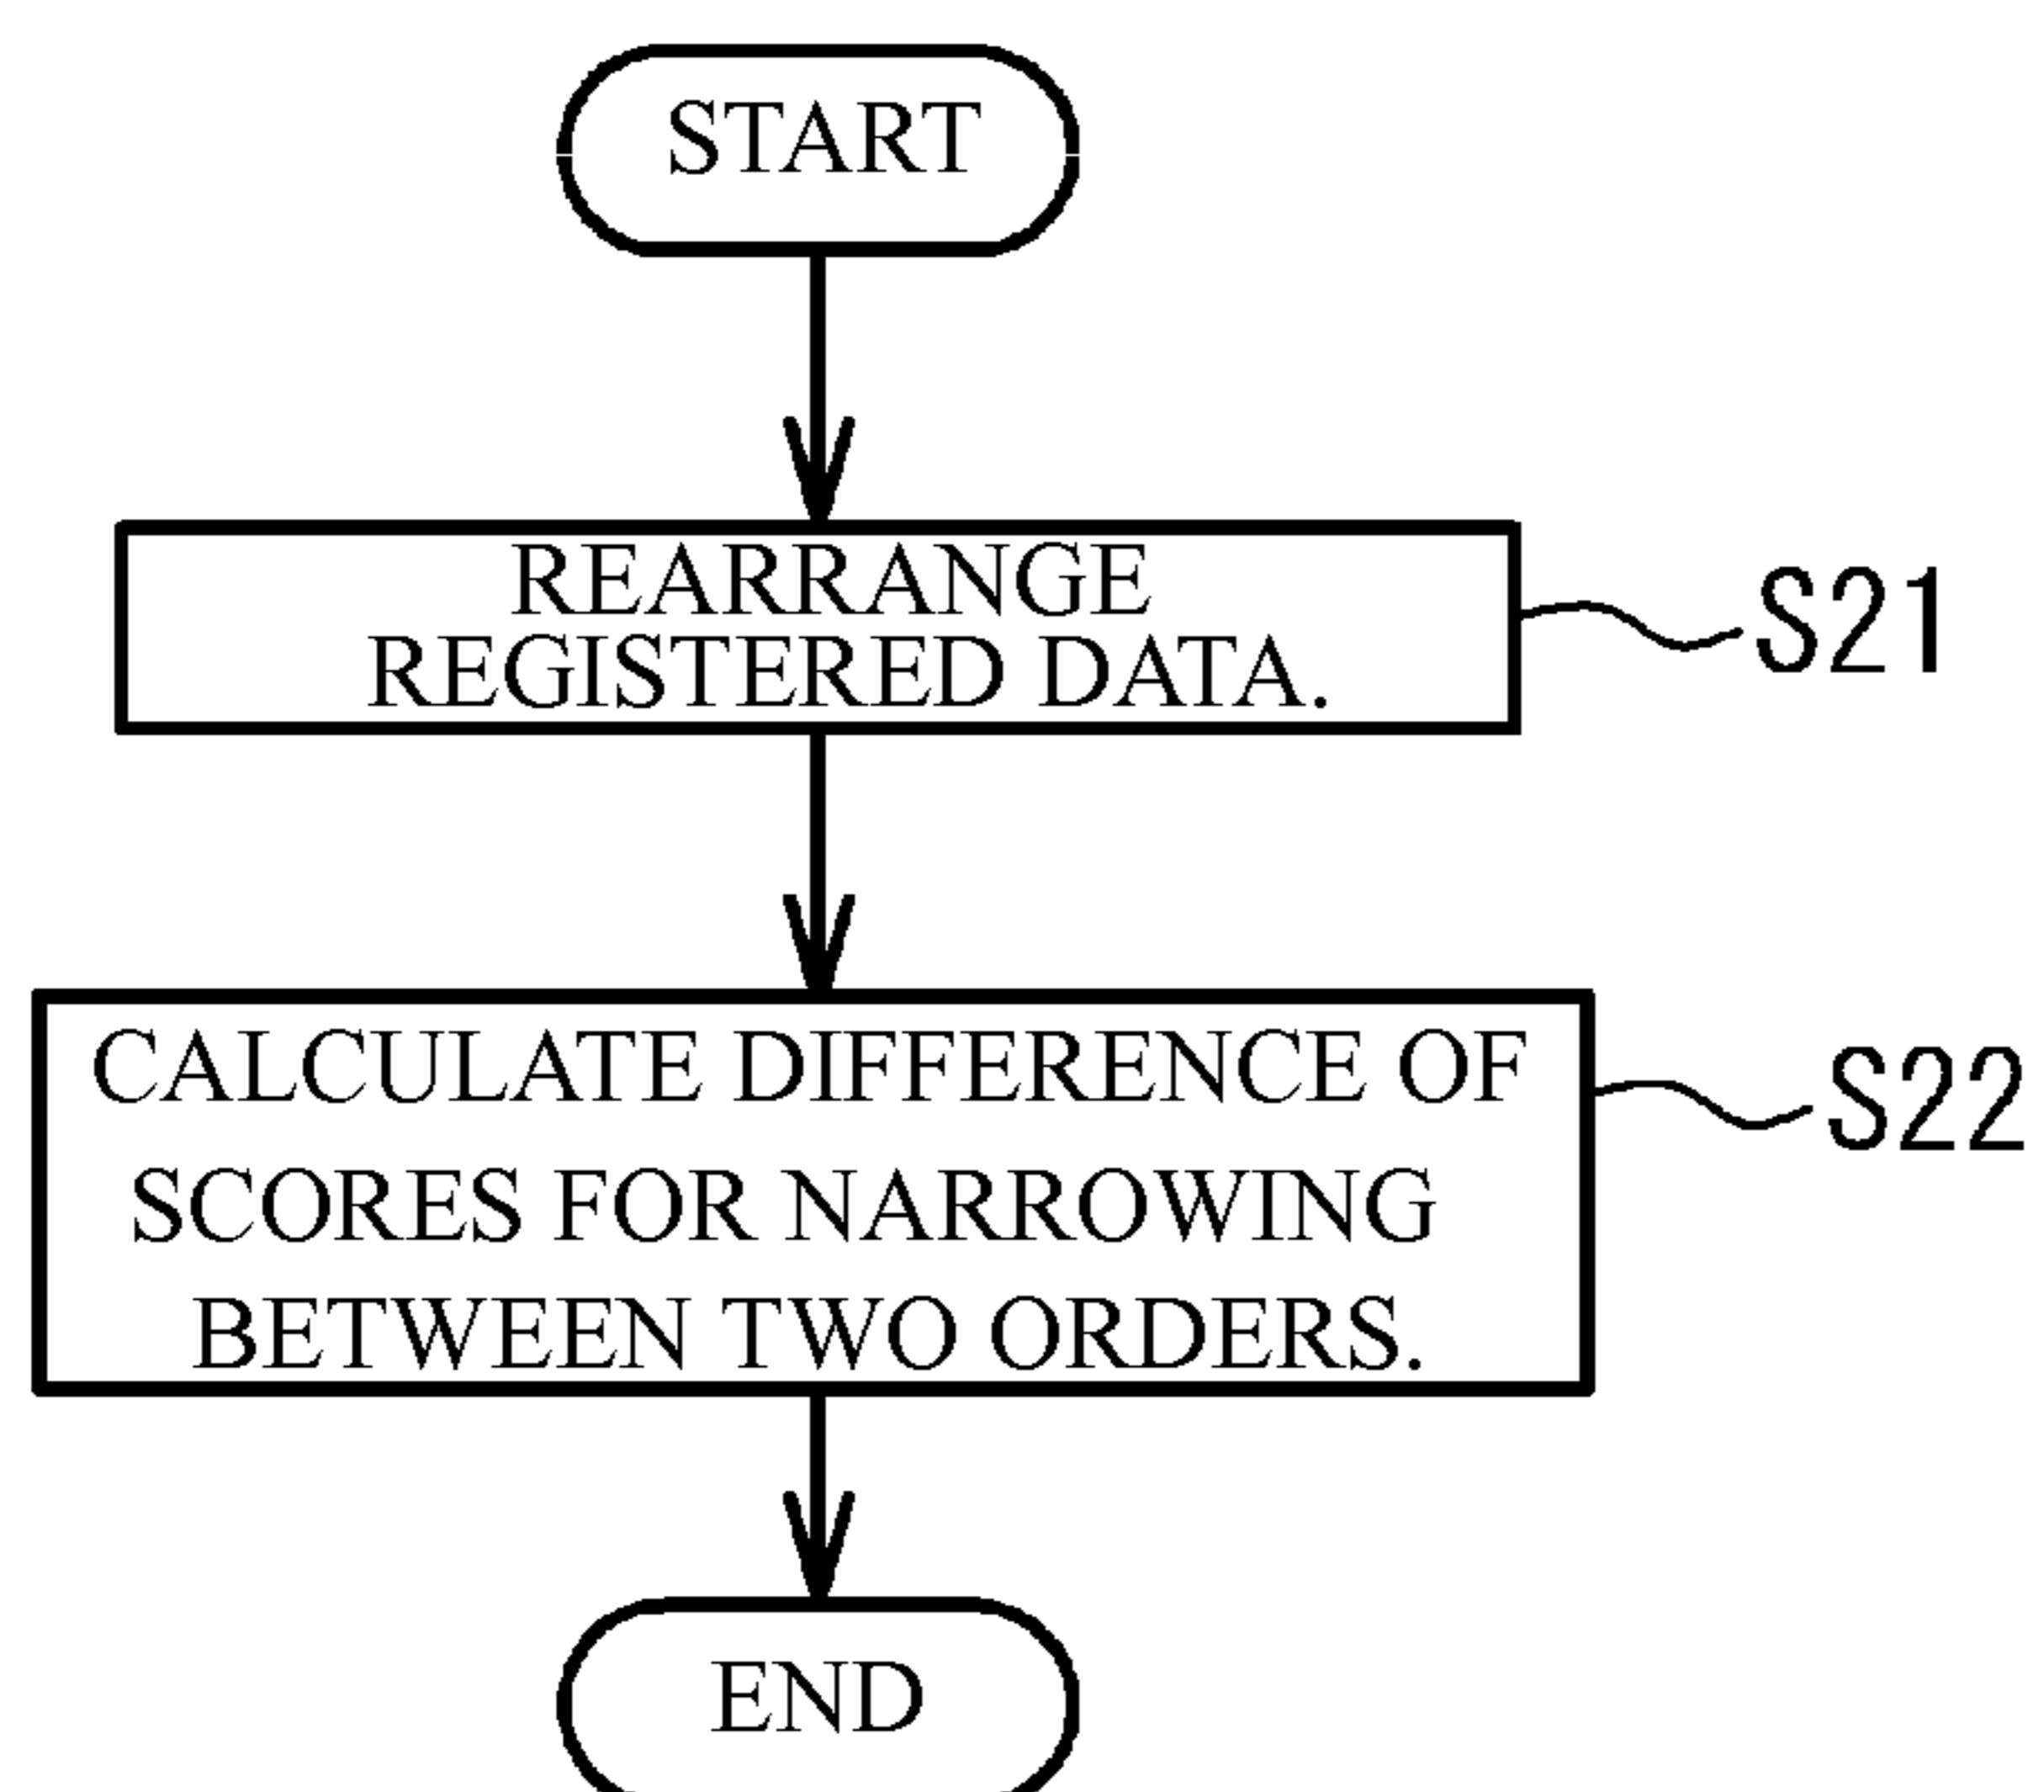 START
REARRANGE
REGISTERED DATA.
S21
CALCULATE DIFFERENCE OF
SCORES FOR NARROWING
BETWEEN TWO ORDERS.
S22
END